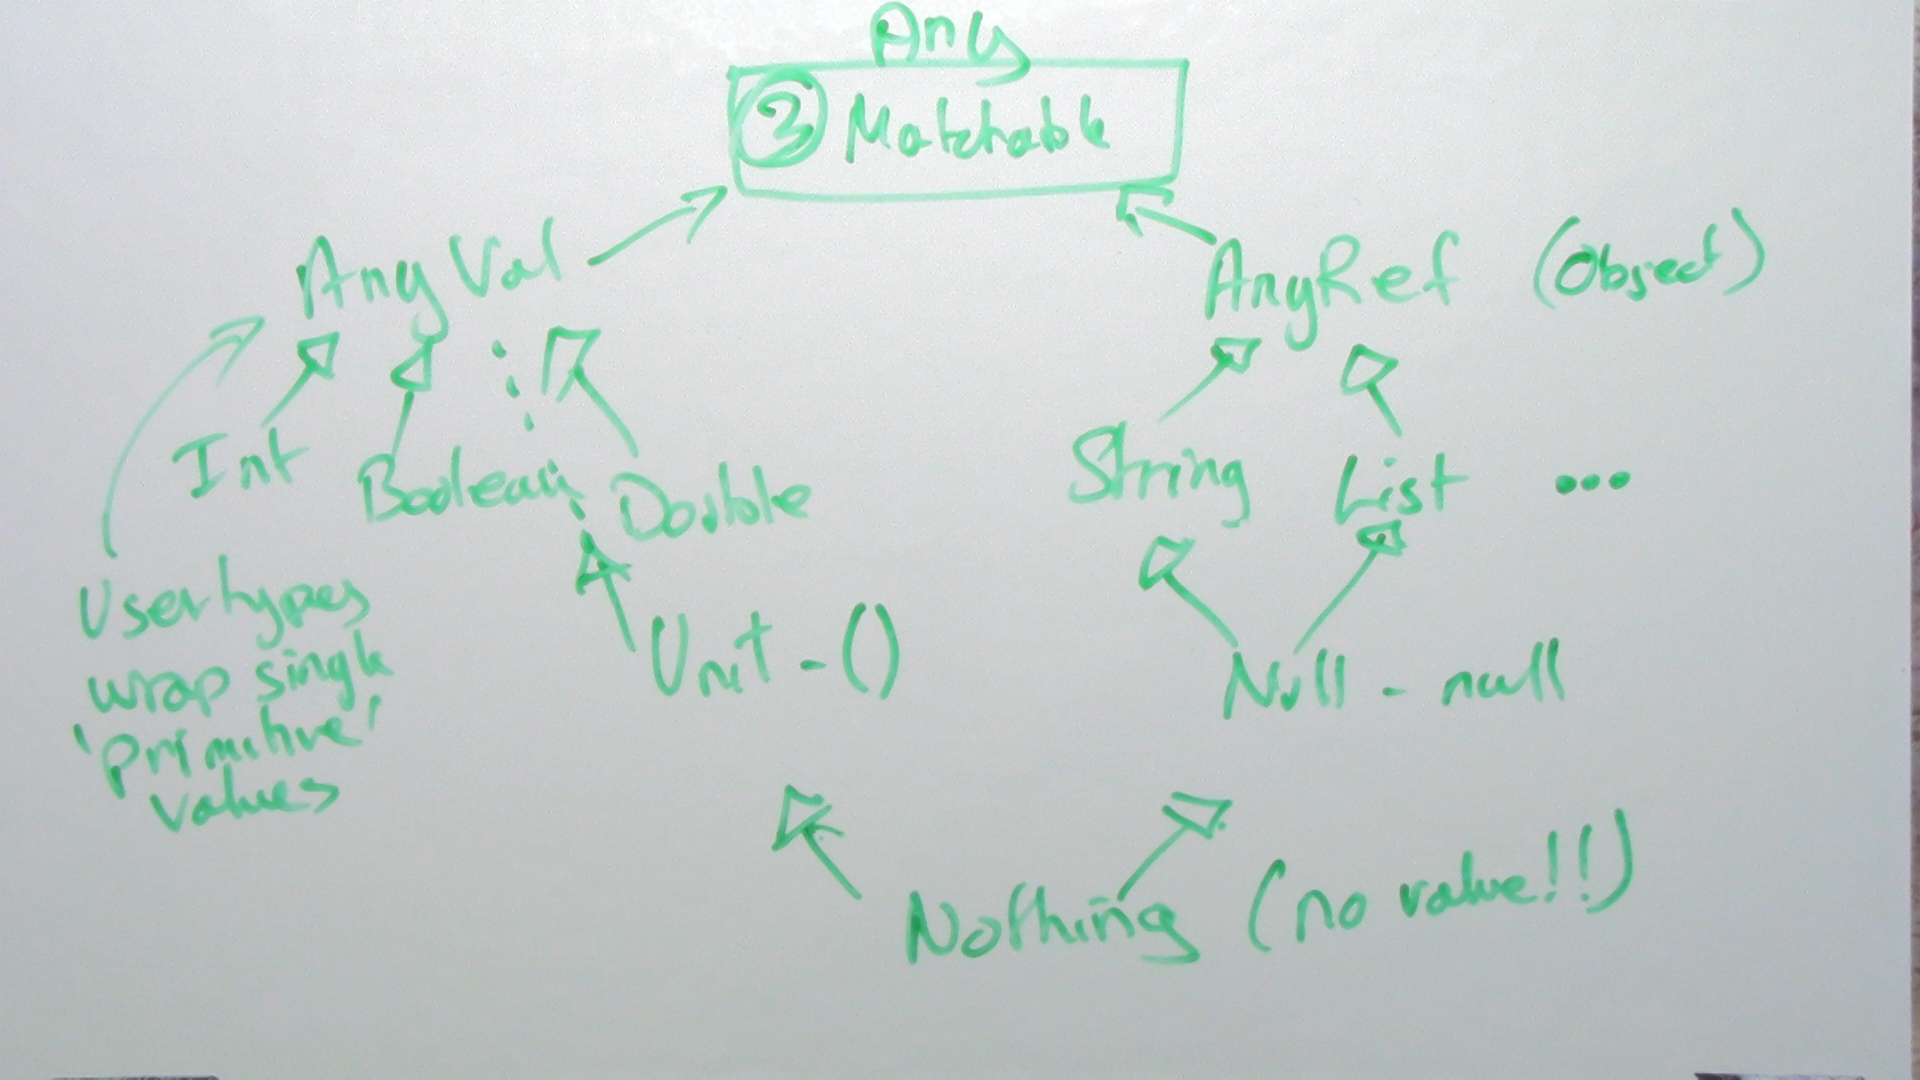 Any
3 Matchable
AnyVal
AnyRef (Object)
Int
Boolean
Double
String
List ...
User types
wrap single
'primitive'
values
Unit - ()
Null - null
Nothing (no value!!)